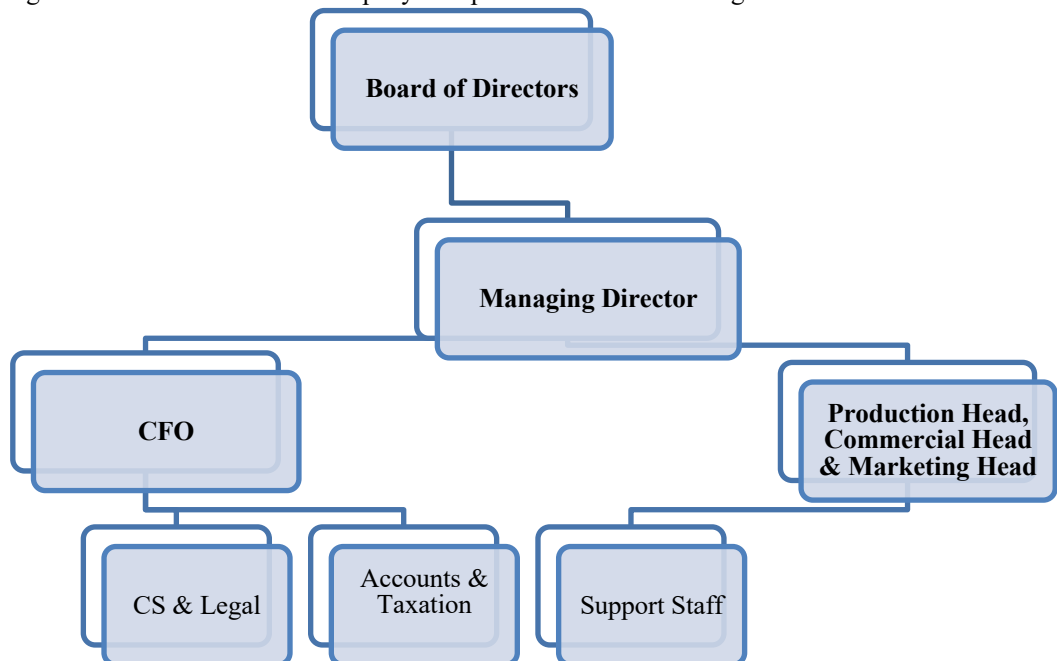 Board of Directors
Managing Director
CFO
Production Head,
Commercial Head
& Marketing Head
CS & Legal
Accounts &
Taxation
Support Staff